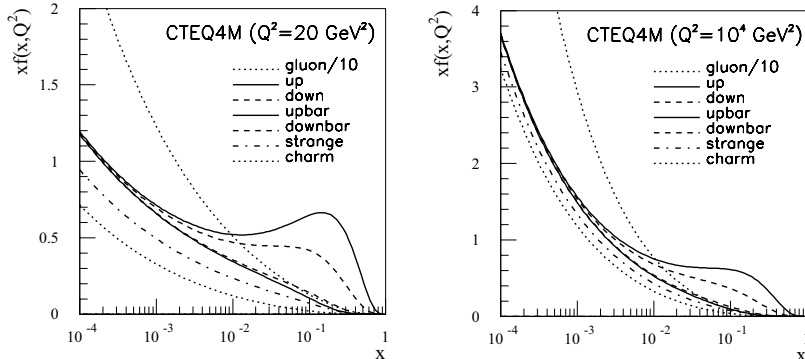 xf(x,Q²)
2
1.5
1
0.5
0
CTEQ4M (Q²=20 GeV²)
gluon/10
up
down
upbar
downbar
strange
charm
10⁻⁴
10⁻³
10⁻²
10⁻¹
1
x
xf(x,Q²)
4
3
2
1
0
CTEQ4M (Q²=10⁴ GeV²)
gluon/10
up
down
upbar
downbar
strange
charm
10⁻⁴
10⁻³
10⁻²
10⁻¹
1
x